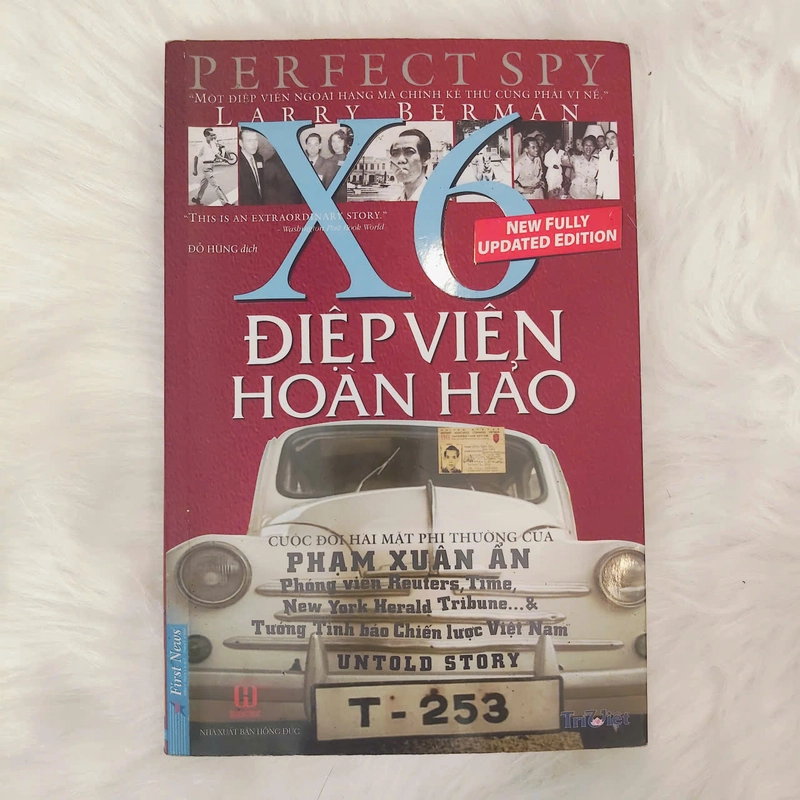 PERFECT SPY
"MỘT ĐIỆP VIÊN NGOẠI HẠNG MÀ CHÍNH KẺ THÙ CŨNG PHẢI VỊ NỂ."
LARRY BERMAN
X6
"THIS IS AN EXTRAORDINARY STORY."
- Washington Post Book World
NEW FULLY
UPDATED EDITION
ĐỖ HÙNG dịch
ĐIỆP VIÊN
HOÀN HẢO
CUỘC ĐỜI HAI MẶT PHI THƯỜNG CỦA
PHẠM XUÂN ẨN
Phóng viên Reuters, Time,
New York Herald Tribune...&
Tướng Tình báo Chiến lược Việt Nam
UNTOLD STORY
T-253
First News
TriViệt
NHÀ XUẤT BẢN HỒNG ĐỨC